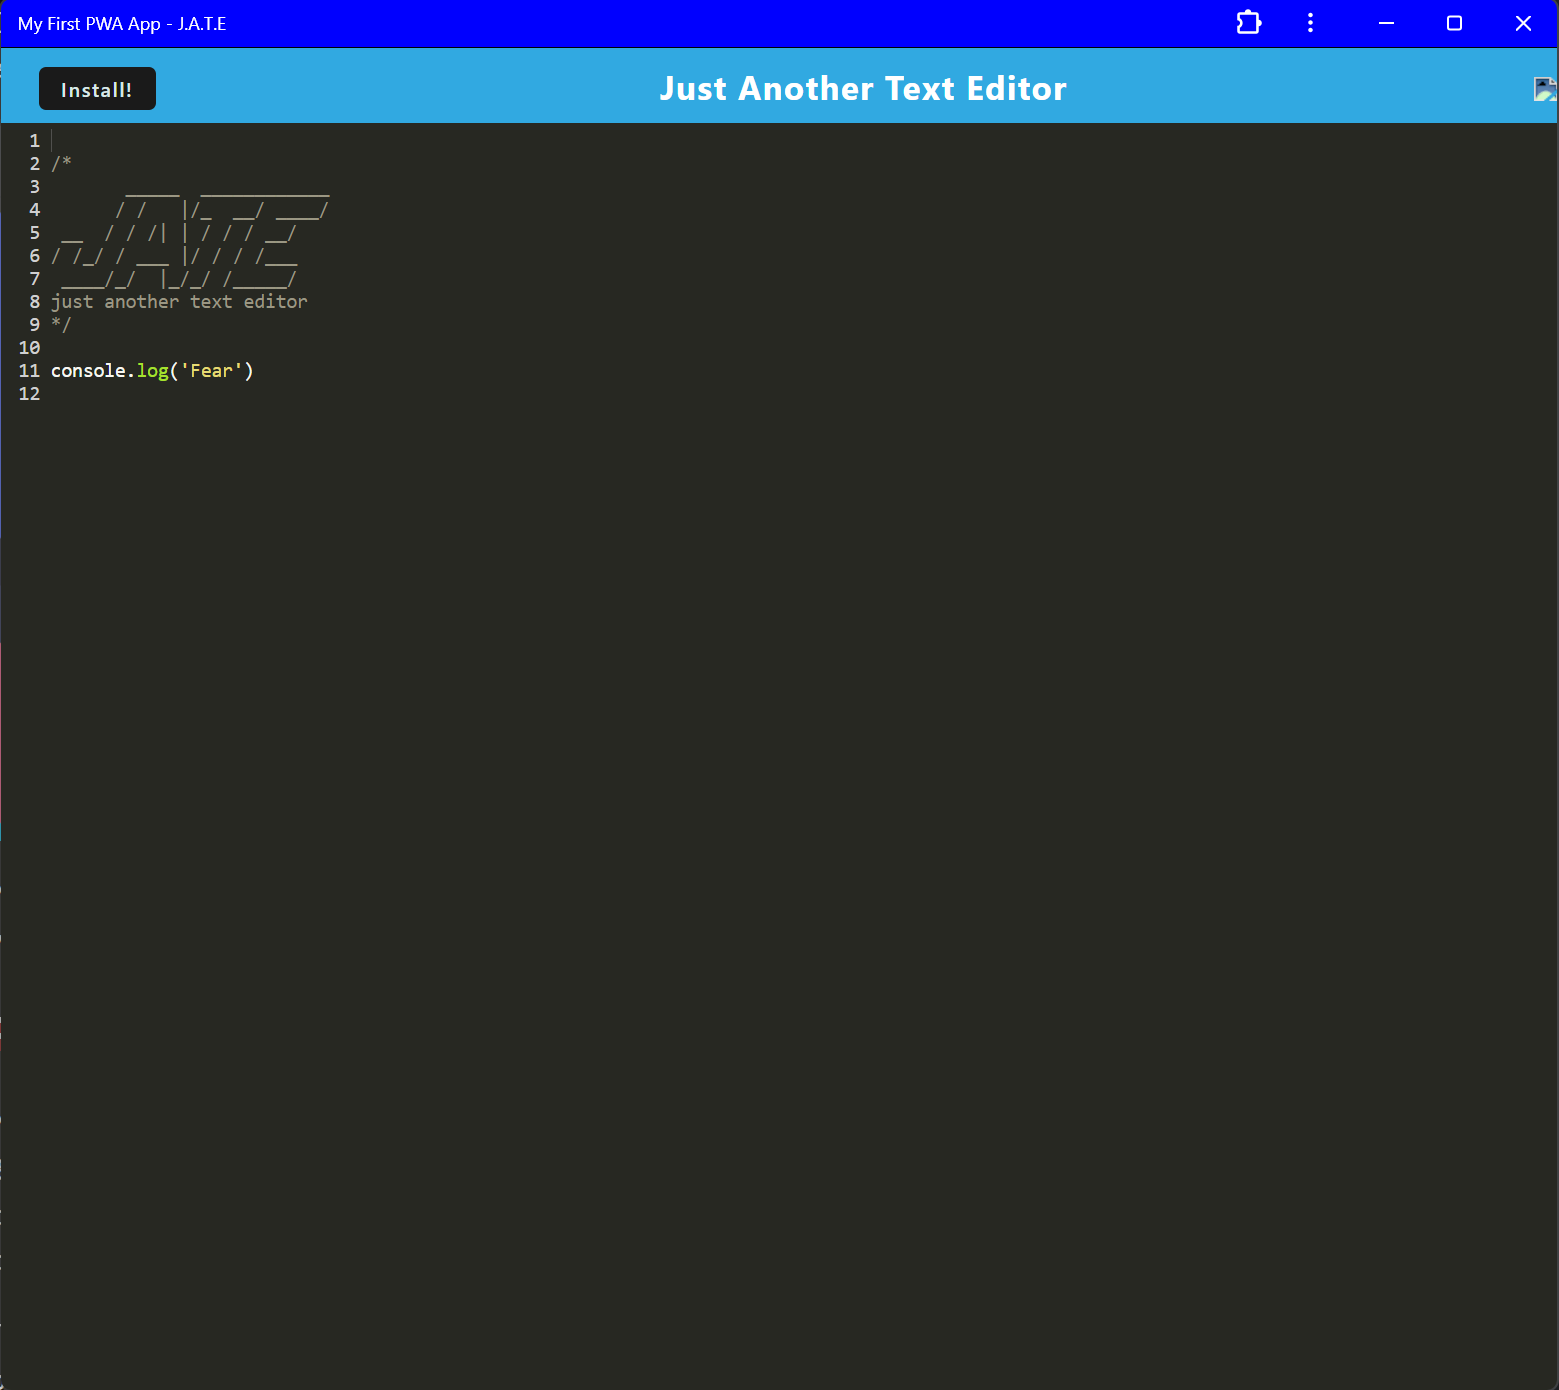 My First PWA App - J.A.T.E
Install!
Just Another Text Editor
1
2 /*
3        _____  ____________
4       / /   |/_  __/ ____/
5  __  / / /| | / / / __/
6 / /_/ / ___ |/ / / /___
7  ____/_/  |_/_/ /_____/
8 just another text editor
9 */
10
11 console.log('Fear')
12